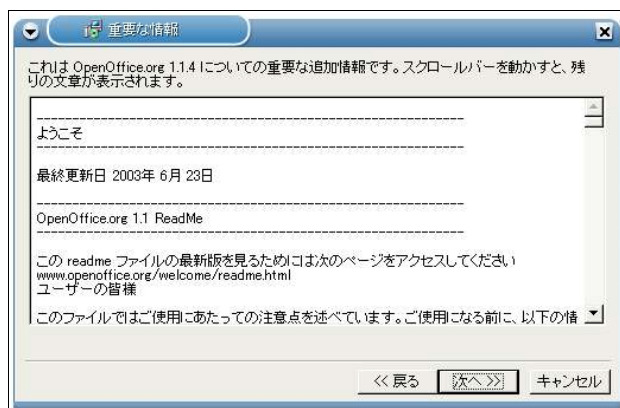 重要な情報
これは OpenOffice.org 1.1.4 についての重要な追加情報です。スクロールバーを動かすと、残
りの文章が表示されます。
----------------------------------------------------------------
ようこそ
----------------------------------------------------------------
最終更新日 2003年 6月 23日
----------------------------------------------------------------
OpenOffice.org 1.1 ReadMe
----------------------------------------------------------------
この readme ファイルの最新版を見るためには次のページをアクセスしてください
www.openoffice.org/welcome/readme.html
ユーザーの皆様
このファイルではご使用にあたっての注意点を述べています。ご使用になる前に、以下の情
<< 戻る
次へ >>
キャンセル